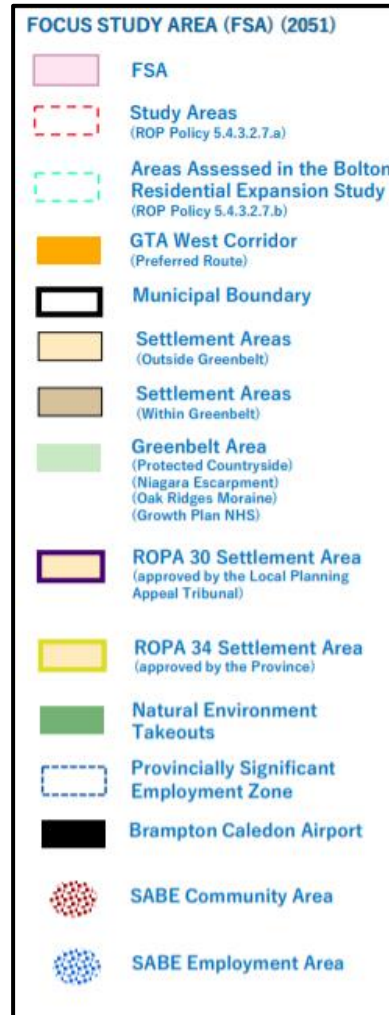 FOCUS STUDY AREA (FSA) (2051)
FSA
Study Areas
(ROP Policy 5.4.3.2.7.a)
Areas Assessed in the Bolton
Residential Expansion Study
(ROP Policy 5.4.3.2.7.b)
GTA West Corridor
(Preferred Route)
Municipal Boundary
Settlement Areas
(Outside Greenbelt)
Settlement Areas
(Within Greenbelt)
Greenbelt Area
(Protected Countryside)
(Niagara Escarpment)
(Oak Ridges Moraine)
(Growth Plan NHS)
ROPA 30 Settlement Area
(approved by the Local Planning
Appeal Tribunal)
ROPA 34 Settlement Area
(approved by the Province)
Natural Environment
Takeouts
Provincially Significant
Employment Zone
Brampton Caledon Airport
SABE Community Area
SABE Employment Area